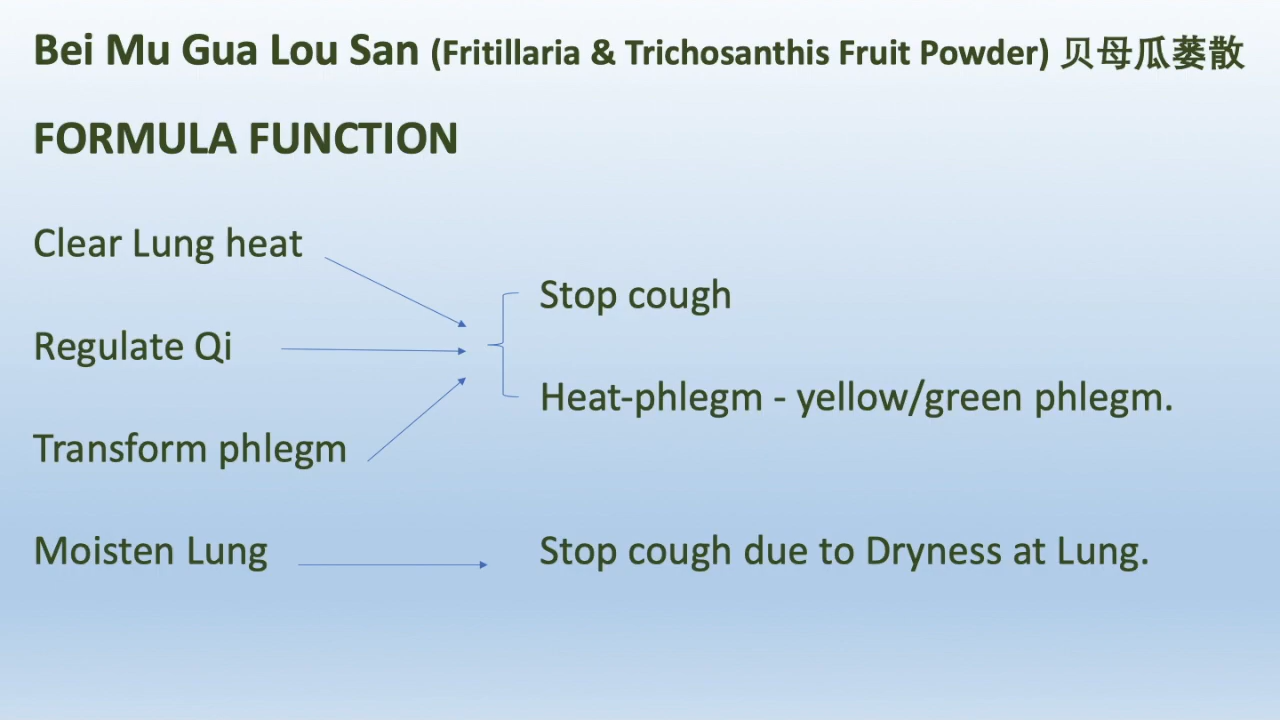 Bei Mu Gua Lou San (Fritillaria & Trichosanthis Fruit Powder) 贝母瓜蒌散
FORMULA FUNCTION
Clear Lung heat
Stop cough
Regulate Qi
Heat-phlegm - yellow/green phlegm.
Transform phlegm
Moisten Lung
Stop cough due to Dryness at Lung.